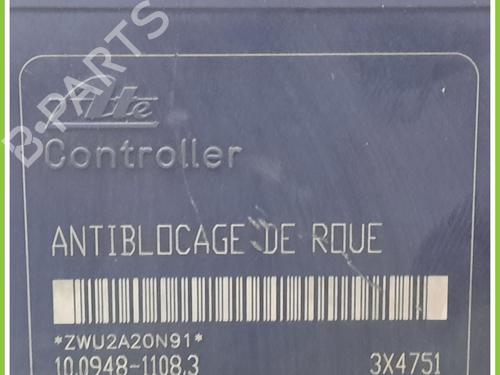 B-PARTS
Ate
Controller
ANTIBLOCAGE DE ROUE
*ZWU2A20N91*
10.0948-1108.3 3X4751